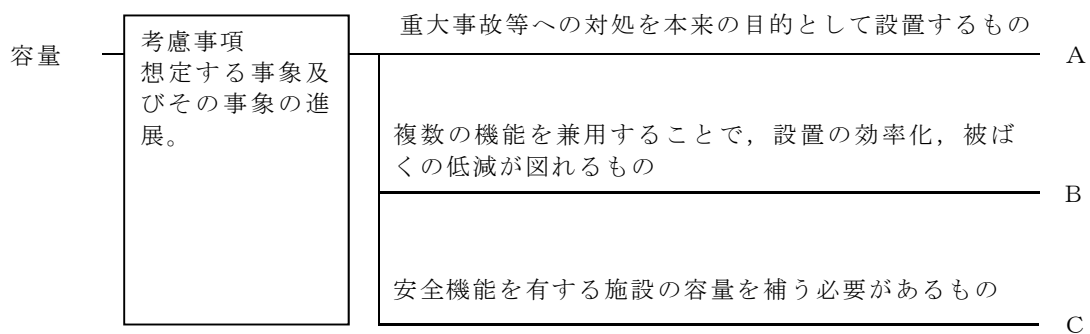 容量
考慮事項
想定する事象及
びその事象の進
展。
重大事故等への対処を本来の目的として設置するもの
A
複数の機能を兼用することで，設置の効率化，被ば
くの低減が図れるもの
B
安全機能を有する施設の容量を補う必要があるもの
C